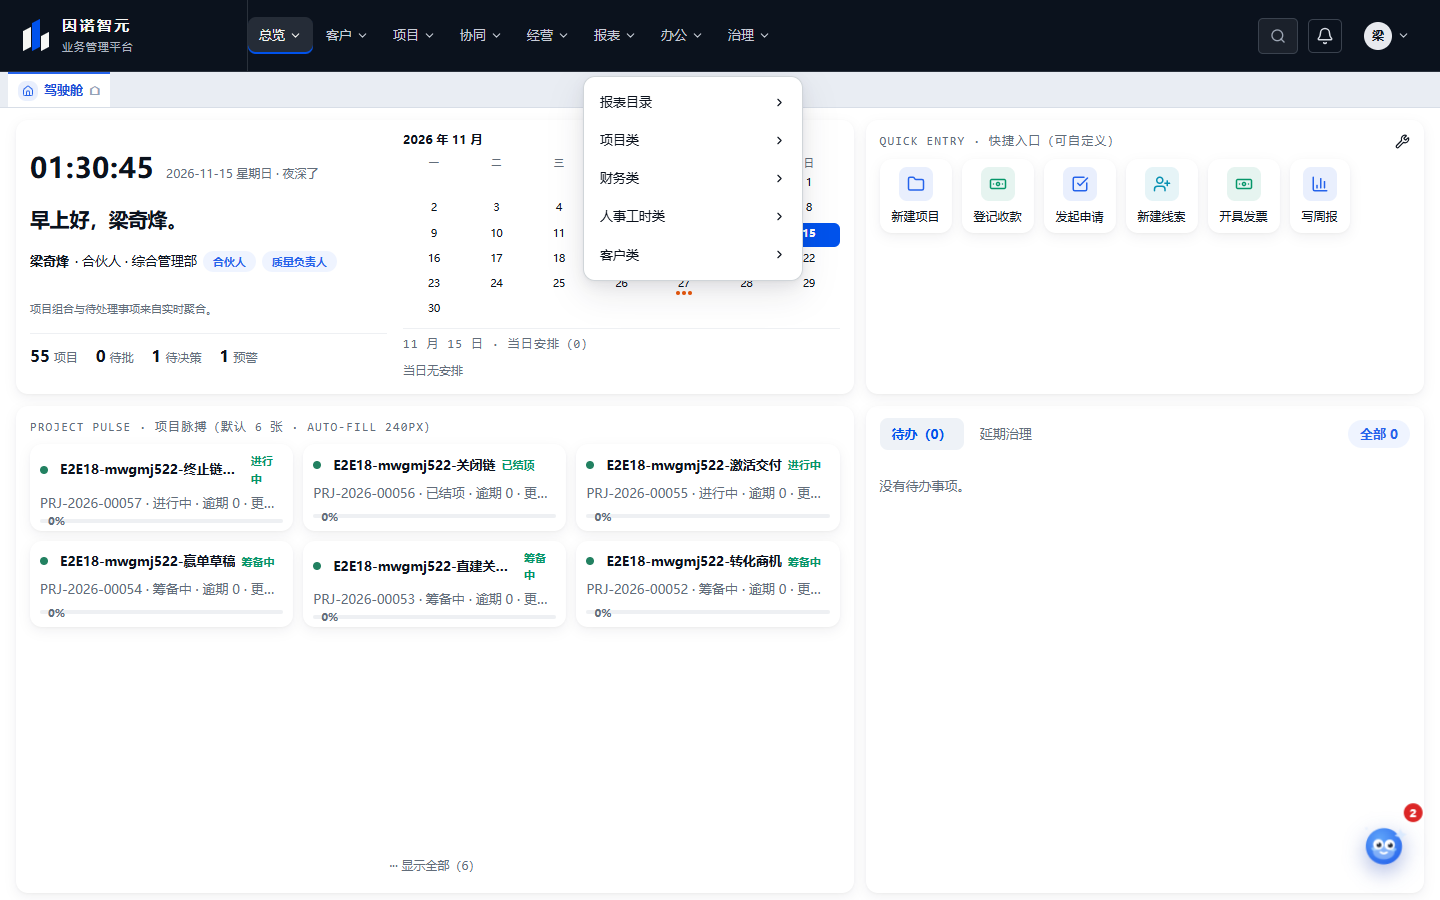 因诺智元
业务管理平台
总览 客户 项目 协同 经营 报表 办公 治理
梁
驾驶舱
报表目录
项目类
财务类
人事工时类
客户类
01:30:45 2026-11-15 星期日 · 夜深了
早上好，梁奇烽。
梁奇烽 · 合伙人 · 综合管理部 合伙人 质量负责人
项目组合与待处理事项来自实时聚合。
55 项目 0 待批 1 待决策 1 预警
2026 年 11 月
一 二 三 日
1
2 3 4 8
9 10 11 15
16 17 18 22
23 24 25 26 27 28 29
30
11 月 15 日 · 当日安排 (0)
当日无安排
QUICK ENTRY · 快捷入口 (可自定义)
新建项目 登记收款 发起申请 新建线索 开具发票 写周报
PROJECT PULSE · 项目脉搏 (默认 6 张 · AUTO-FILL 240PX)
E2E18-mwgmj522-终止链... 进行中
PRJ-2026-00057 · 进行中 · 逾期 0 · 更...
0%
E2E18-mwgmj522-关闭链 已结项
PRJ-2026-00056 · 已结项 · 逾期 0 · 更...
0%
E2E18-mwgmj522-激活交付 进行中
PRJ-2026-00055 · 进行中 · 逾期 0 · 更...
0%
E2E18-mwgmj522-赢单草稿 筹备中
PRJ-2026-00054 · 筹备中 · 逾期 0 · 更...
0%
E2E18-mwgmj522-直建关... 筹备中
PRJ-2026-00053 · 筹备中 · 逾期 0 · 更...
0%
E2E18-mwgmj522-转化商机 筹备中
PRJ-2026-00052 · 筹备中 · 逾期 0 · 更...
0%
··· 显示全部（6）
待办（0） 延期治理 全部 0
没有待办事项。
2